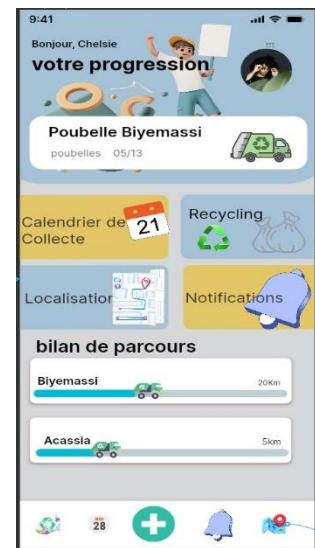 9:41
Bonjour, Chelsie
votre progression
Poubelle Biyemassi
poubelles 05/13
Calendrier de
Collecte
21
Recycling
Localisation
Notifications
bilan de parcours
Biyemassi
20Km
Acassia
5km
28